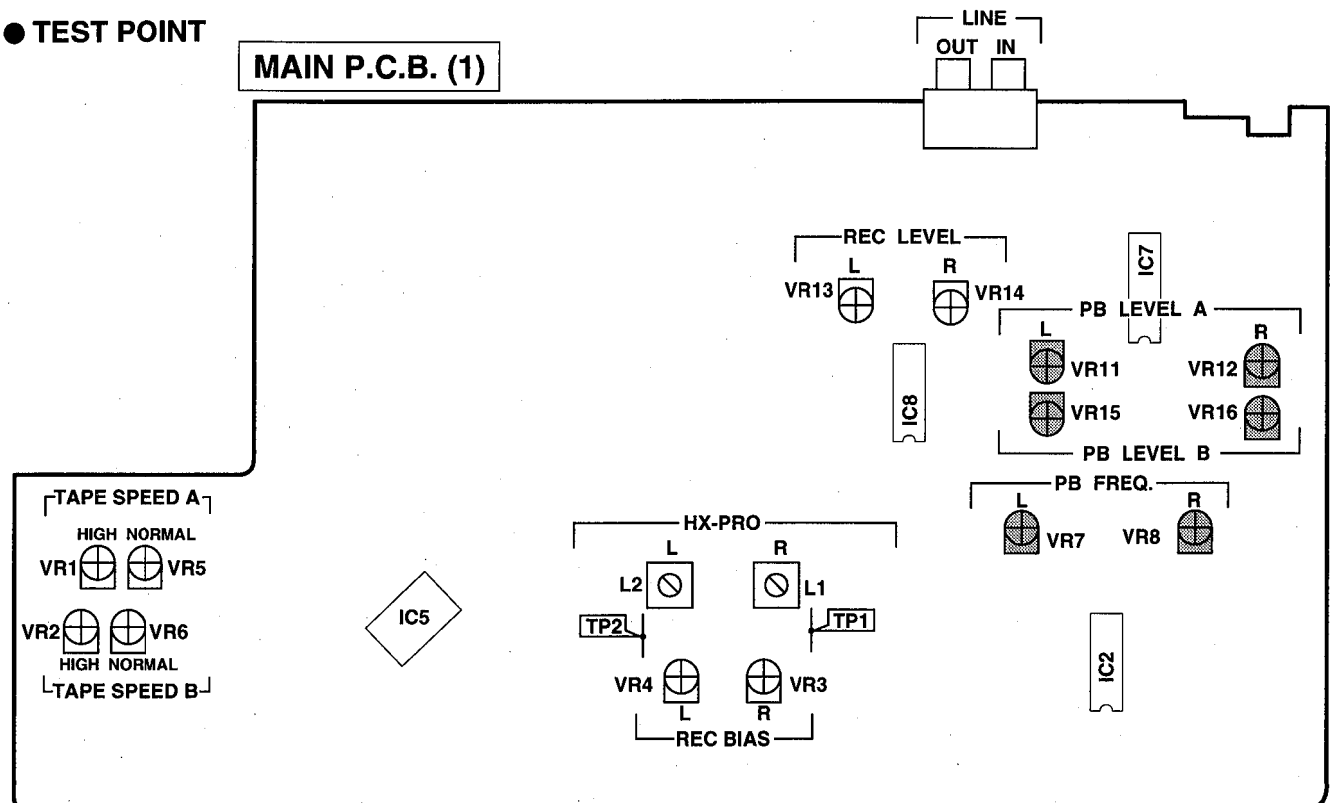 ● TEST POINT
MAIN P.C.B. (1)
LINE
OUT IN
REC LEVEL
L R
VR13 VR14
IC7
PB LEVEL A
L R
VR11 VR12
VR15 VR16
PB LEVEL B
IC8
PB FREQ.
L R
VR7 VR8
TAPE SPEED A
HIGH NORMAL
VR1 VR5
VR2 VR6
HIGH NORMAL
TAPE SPEED B
IC5
HX-PRO
L R
L2 L1
TP2 TP1
VR4 VR3
L R
REC BIAS
IC2